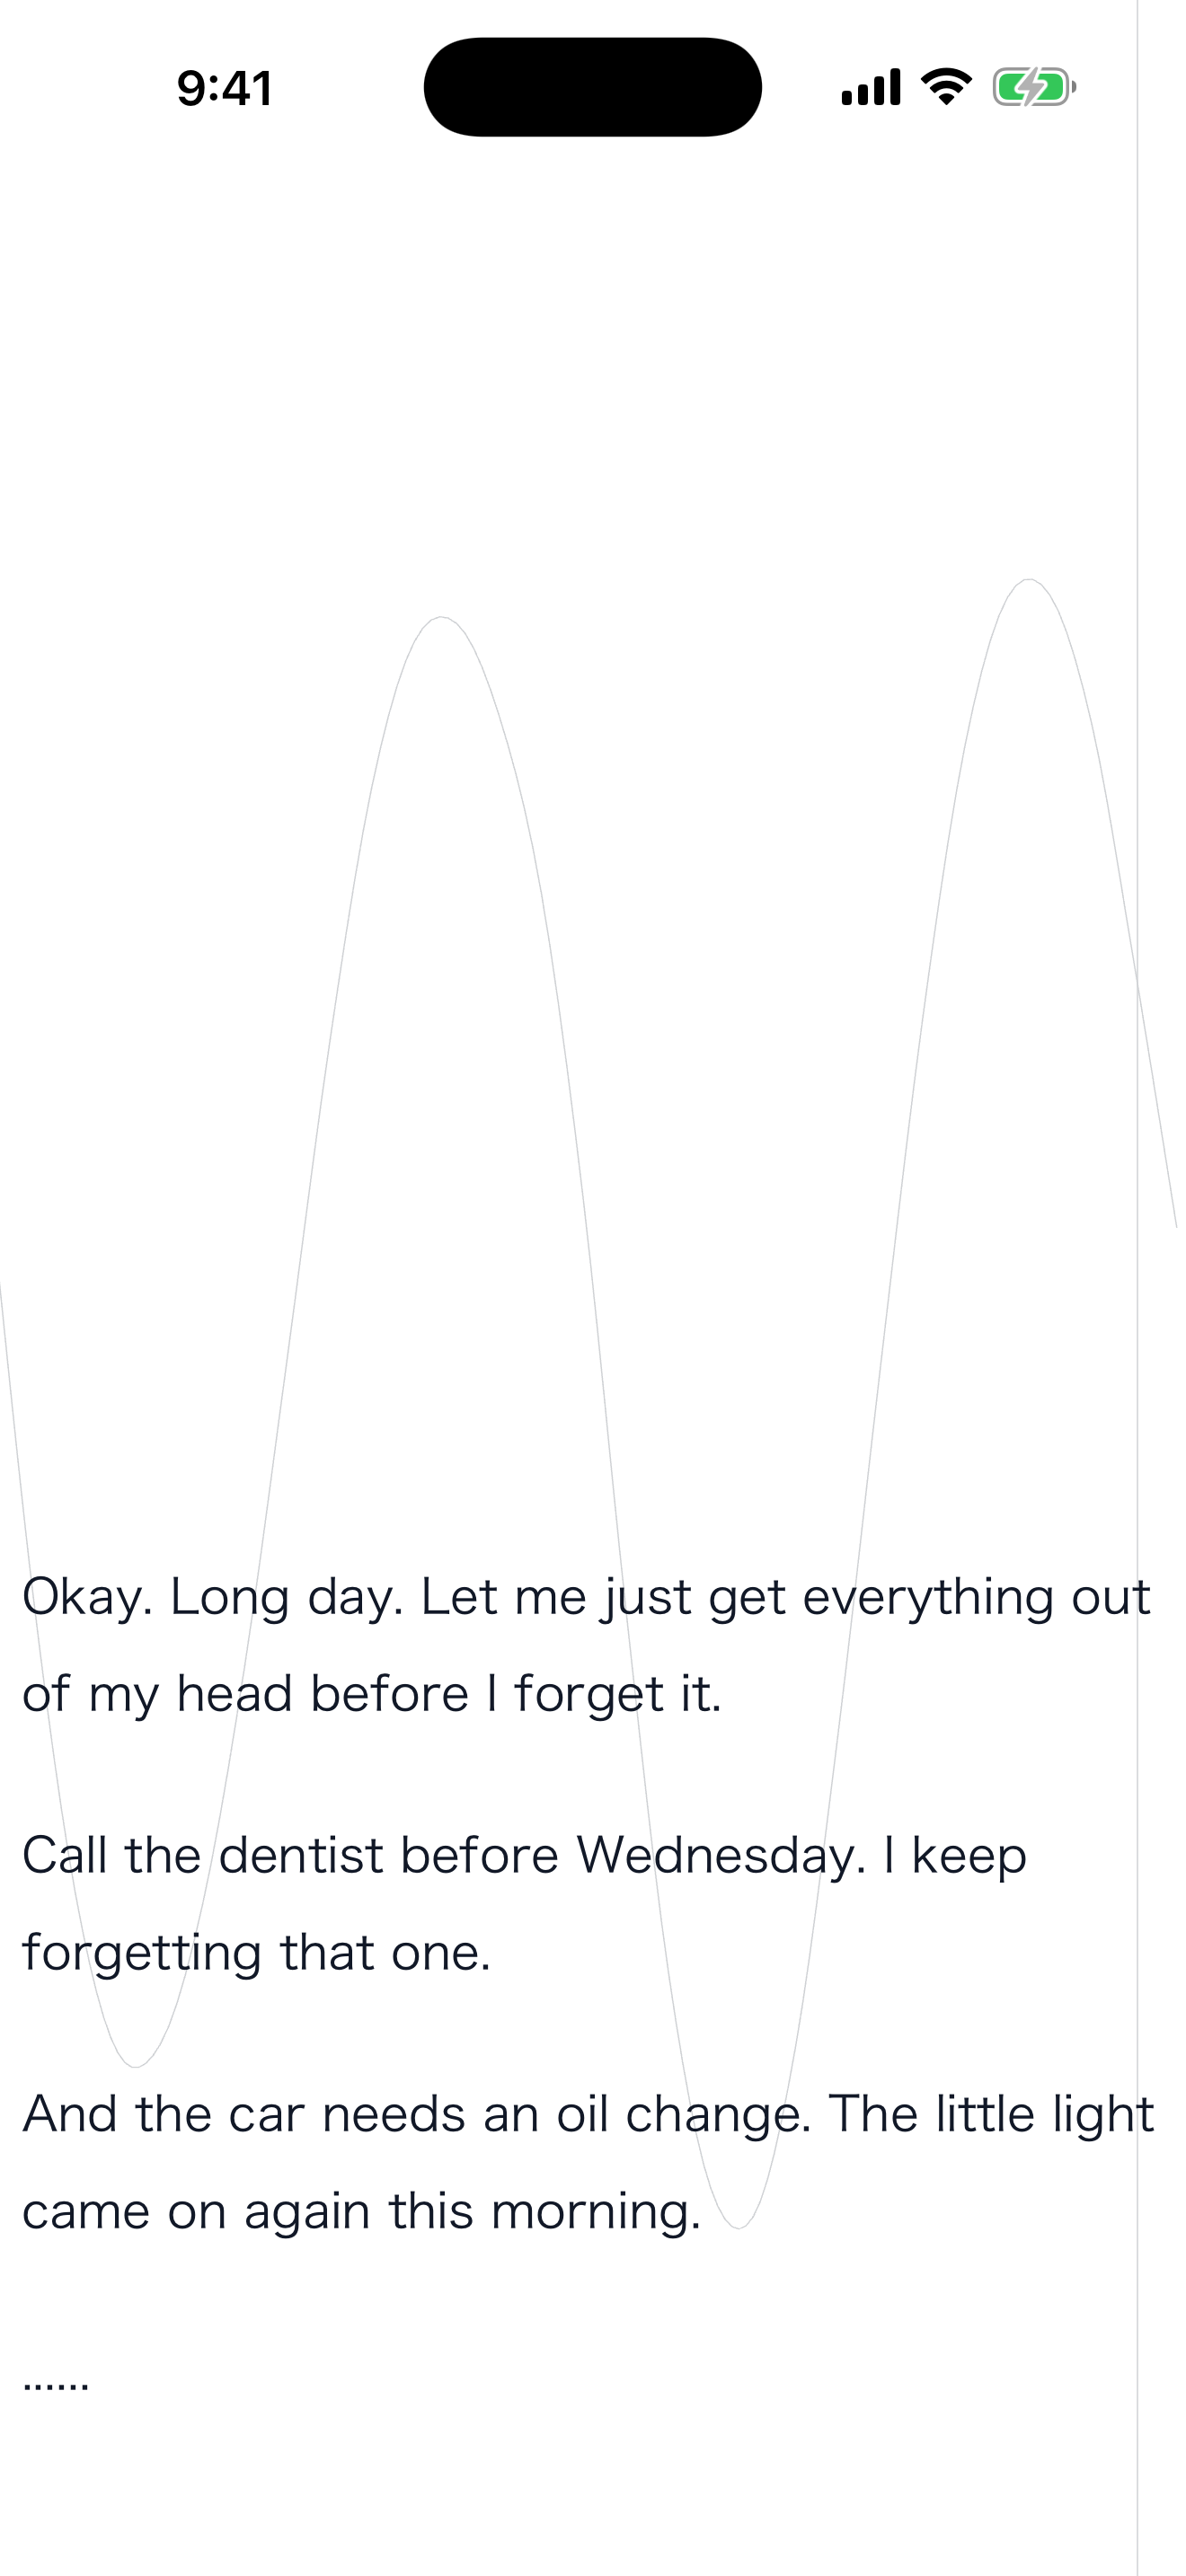 9:41
Okay. Long day. Let me just get everything out
of my head before I forget it.
Call the dentist before Wednesday. I keep
forgetting that one.
And the car needs an oil change. The little light
came on again this morning.
......